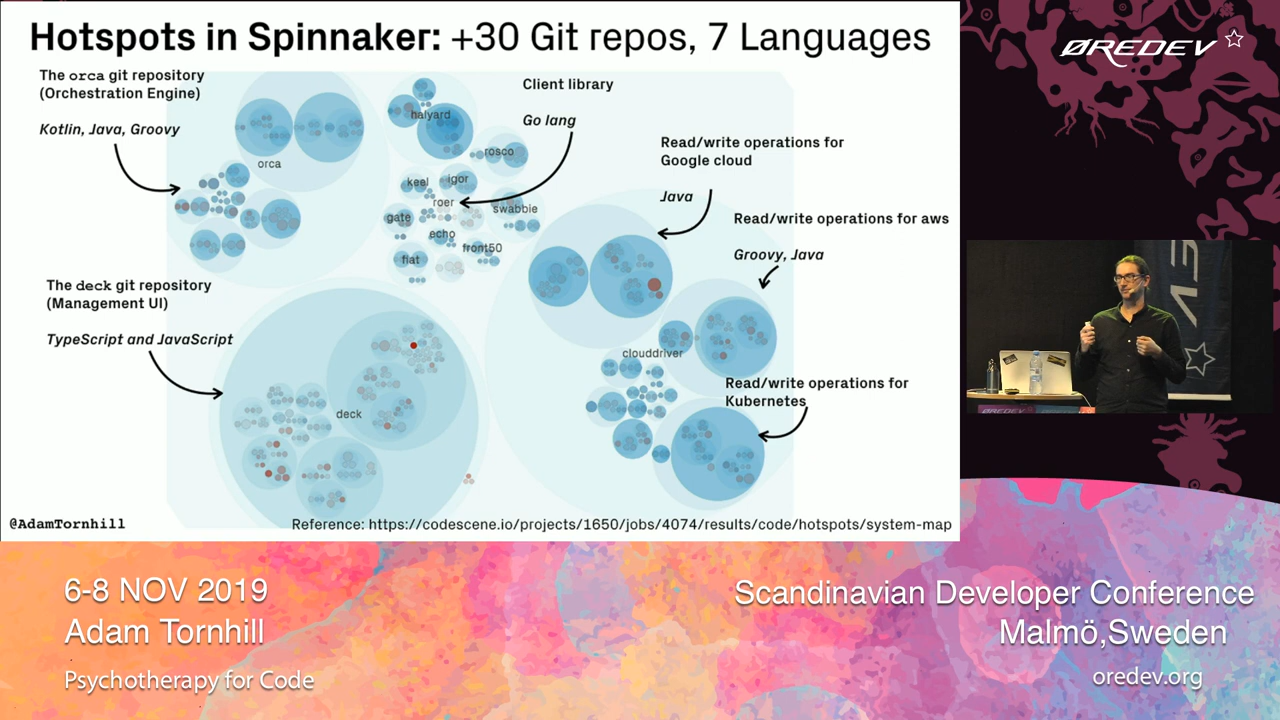 Hotspots in Spinnaker: +30 Git repos, 7 Languages
The orca git repository
(Orchestration Engine)
Kotlin, Java, Groovy
Client library
Go lang
Read/write operations for
Google cloud
Java
Read/write operations for aws
Groovy, Java
halyard
orca
rosco
keel
igor
roer
swabbie
gate
echo
front50
fiat
The deck git repository
(Management UI)
TypeScript and JavaScript
clouddriver
Read/write operations for
Kubernetes
deck
@AdamTornhill
Reference: https://codescene.io/projects/1650/jobs/4074/results/code/hotspots/system-map
ØREDEV
6-8 NOV 2019
Adam Tornhill
Psychotherapy for Code
Scandinavian Developer Conference
Malmö,Sweden
oredev.org